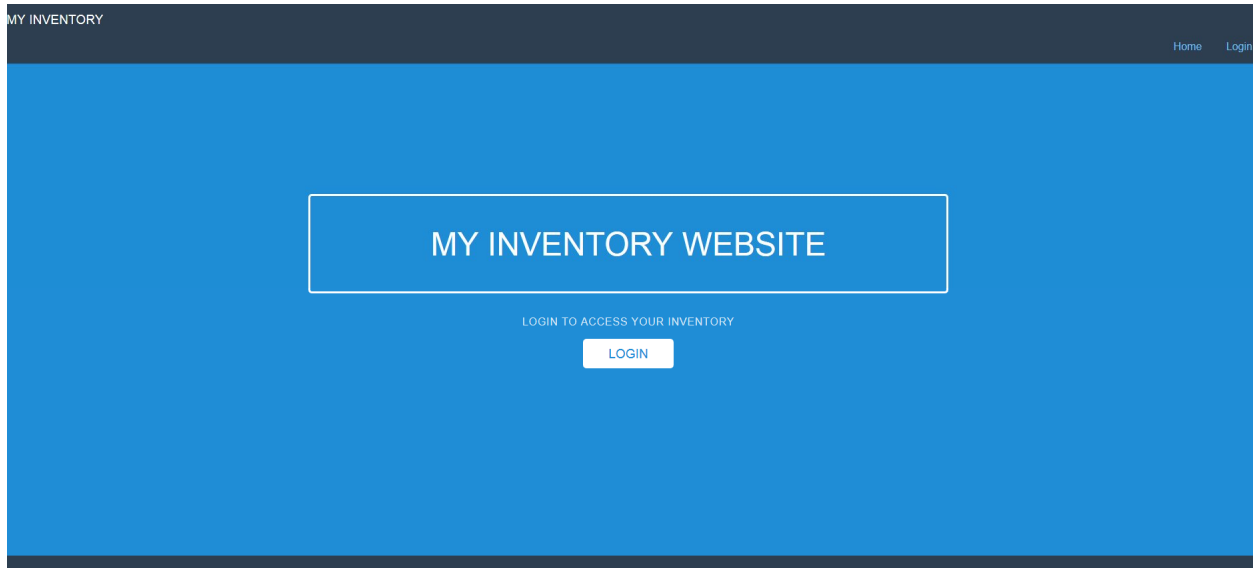 MY INVENTORY
Home Login
MY INVENTORY WEBSITE
LOGIN TO ACCESS YOUR INVENTORY
LOGIN